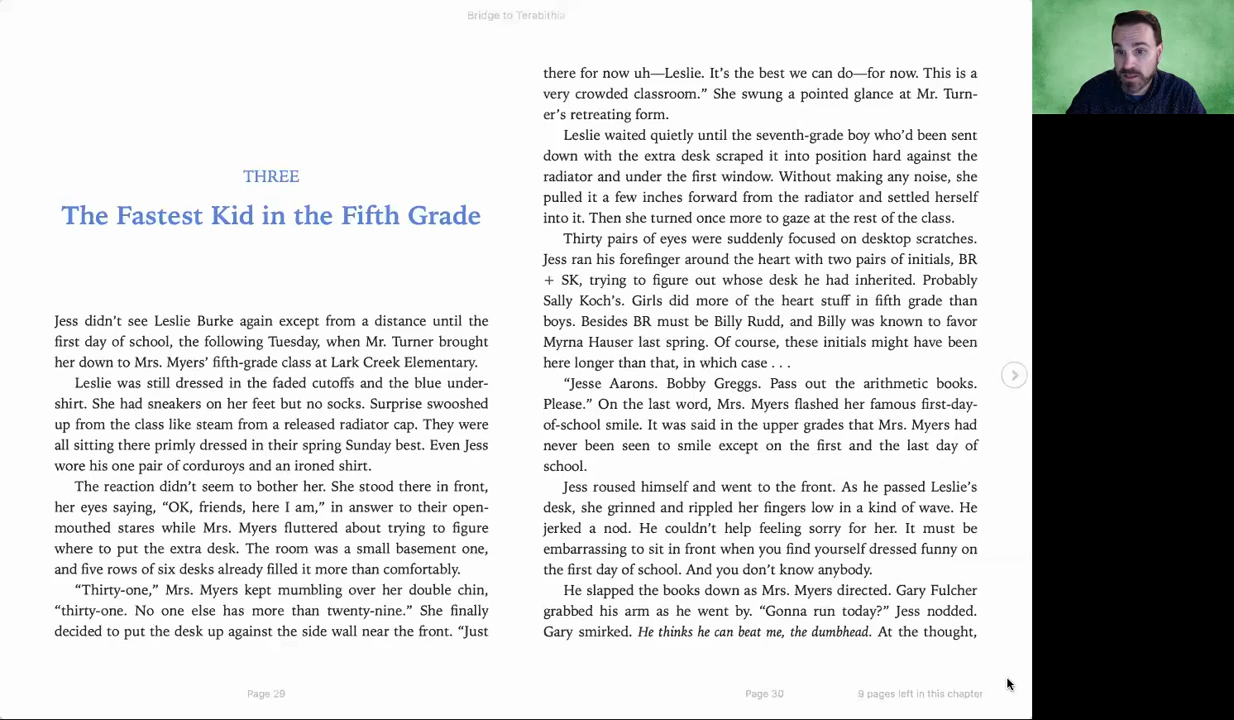 Bridge to Terabithia
THREE
The Fastest Kid in the Fifth Grade
Jess didn’t see Leslie Burke again except from a distance until the
first day of school, the following Tuesday, when Mr. Turner brought
her down to Mrs. Myers’ fifth-grade class at Lark Creek Elementary.
Leslie was still dressed in the faded cutoffs and the blue under-
shirt. She had sneakers on her feet but no socks. Surprise swooshed
up from the class like steam from a released radiator cap. They were
all sitting there primly dressed in their spring Sunday best. Even Jess
wore his one pair of corduroys and an ironed shirt.
The reaction didn’t seem to bother her. She stood there in front,
her eyes saying, “OK, friends, here I am,” in answer to their open-
mouthed stares while Mrs. Myers fluttered about trying to figure
where to put the extra desk. The room was a small basement one,
and five rows of six desks already filled it more than comfortably.
“Thirty-one,” Mrs. Myers kept mumbling over her double chin,
“thirty-one. No one else has more than twenty-nine.” She finally
decided to put the desk up against the side wall near the front. “Just
Page 29
there for now uh—Leslie. It’s the best we can do—for now. This is a
very crowded classroom.” She swung a pointed glance at Mr. Turn-
er’s retreating form.
Leslie waited quietly until the seventh-grade boy who’d been sent
down with the extra desk scraped it into position hard against the
radiator and under the first window. Without making any noise, she
pulled it a few inches forward from the radiator and settled herself
into it. Then she turned once more to gaze at the rest of the class.
Thirty pairs of eyes were suddenly focused on desktop scratches.
Jess ran his forefinger around the heart with two pairs of initials, BR
+ SK, trying to figure out whose desk he had inherited. Probably
Sally Koch’s. Girls did more of the heart stuff in fifth grade than
boys. Besides BR must be Billy Rudd, and Billy was known to favor
Myrna Hauser last spring. Of course, these initials might have been
here longer than that, in which case . . .
“Jesse Aarons. Bobby Greggs. Pass out the arithmetic books.
Please.” On the last word, Mrs. Myers flashed her famous first-day-
of-school smile. It was said in the upper grades that Mrs. Myers had
never been seen to smile except on the first and the last day of
school.
Jess roused himself and went to the front. As he passed Leslie’s
desk, she grinned and rippled her fingers low in a kind of wave. He
jerked a nod. He couldn’t help feeling sorry for her. It must be
embarrassing to sit in front when you find yourself dressed funny on
the first day of school. And you don’t know anybody.
He slapped the books down as Mrs. Myers directed. Gary Fulcher
grabbed his arm as he went by. “Gonna run today?” Jess nodded.
Gary smirked. He thinks he can beat me, the dumbhead. At the thought,
Page 30
9 pages left in this chapter